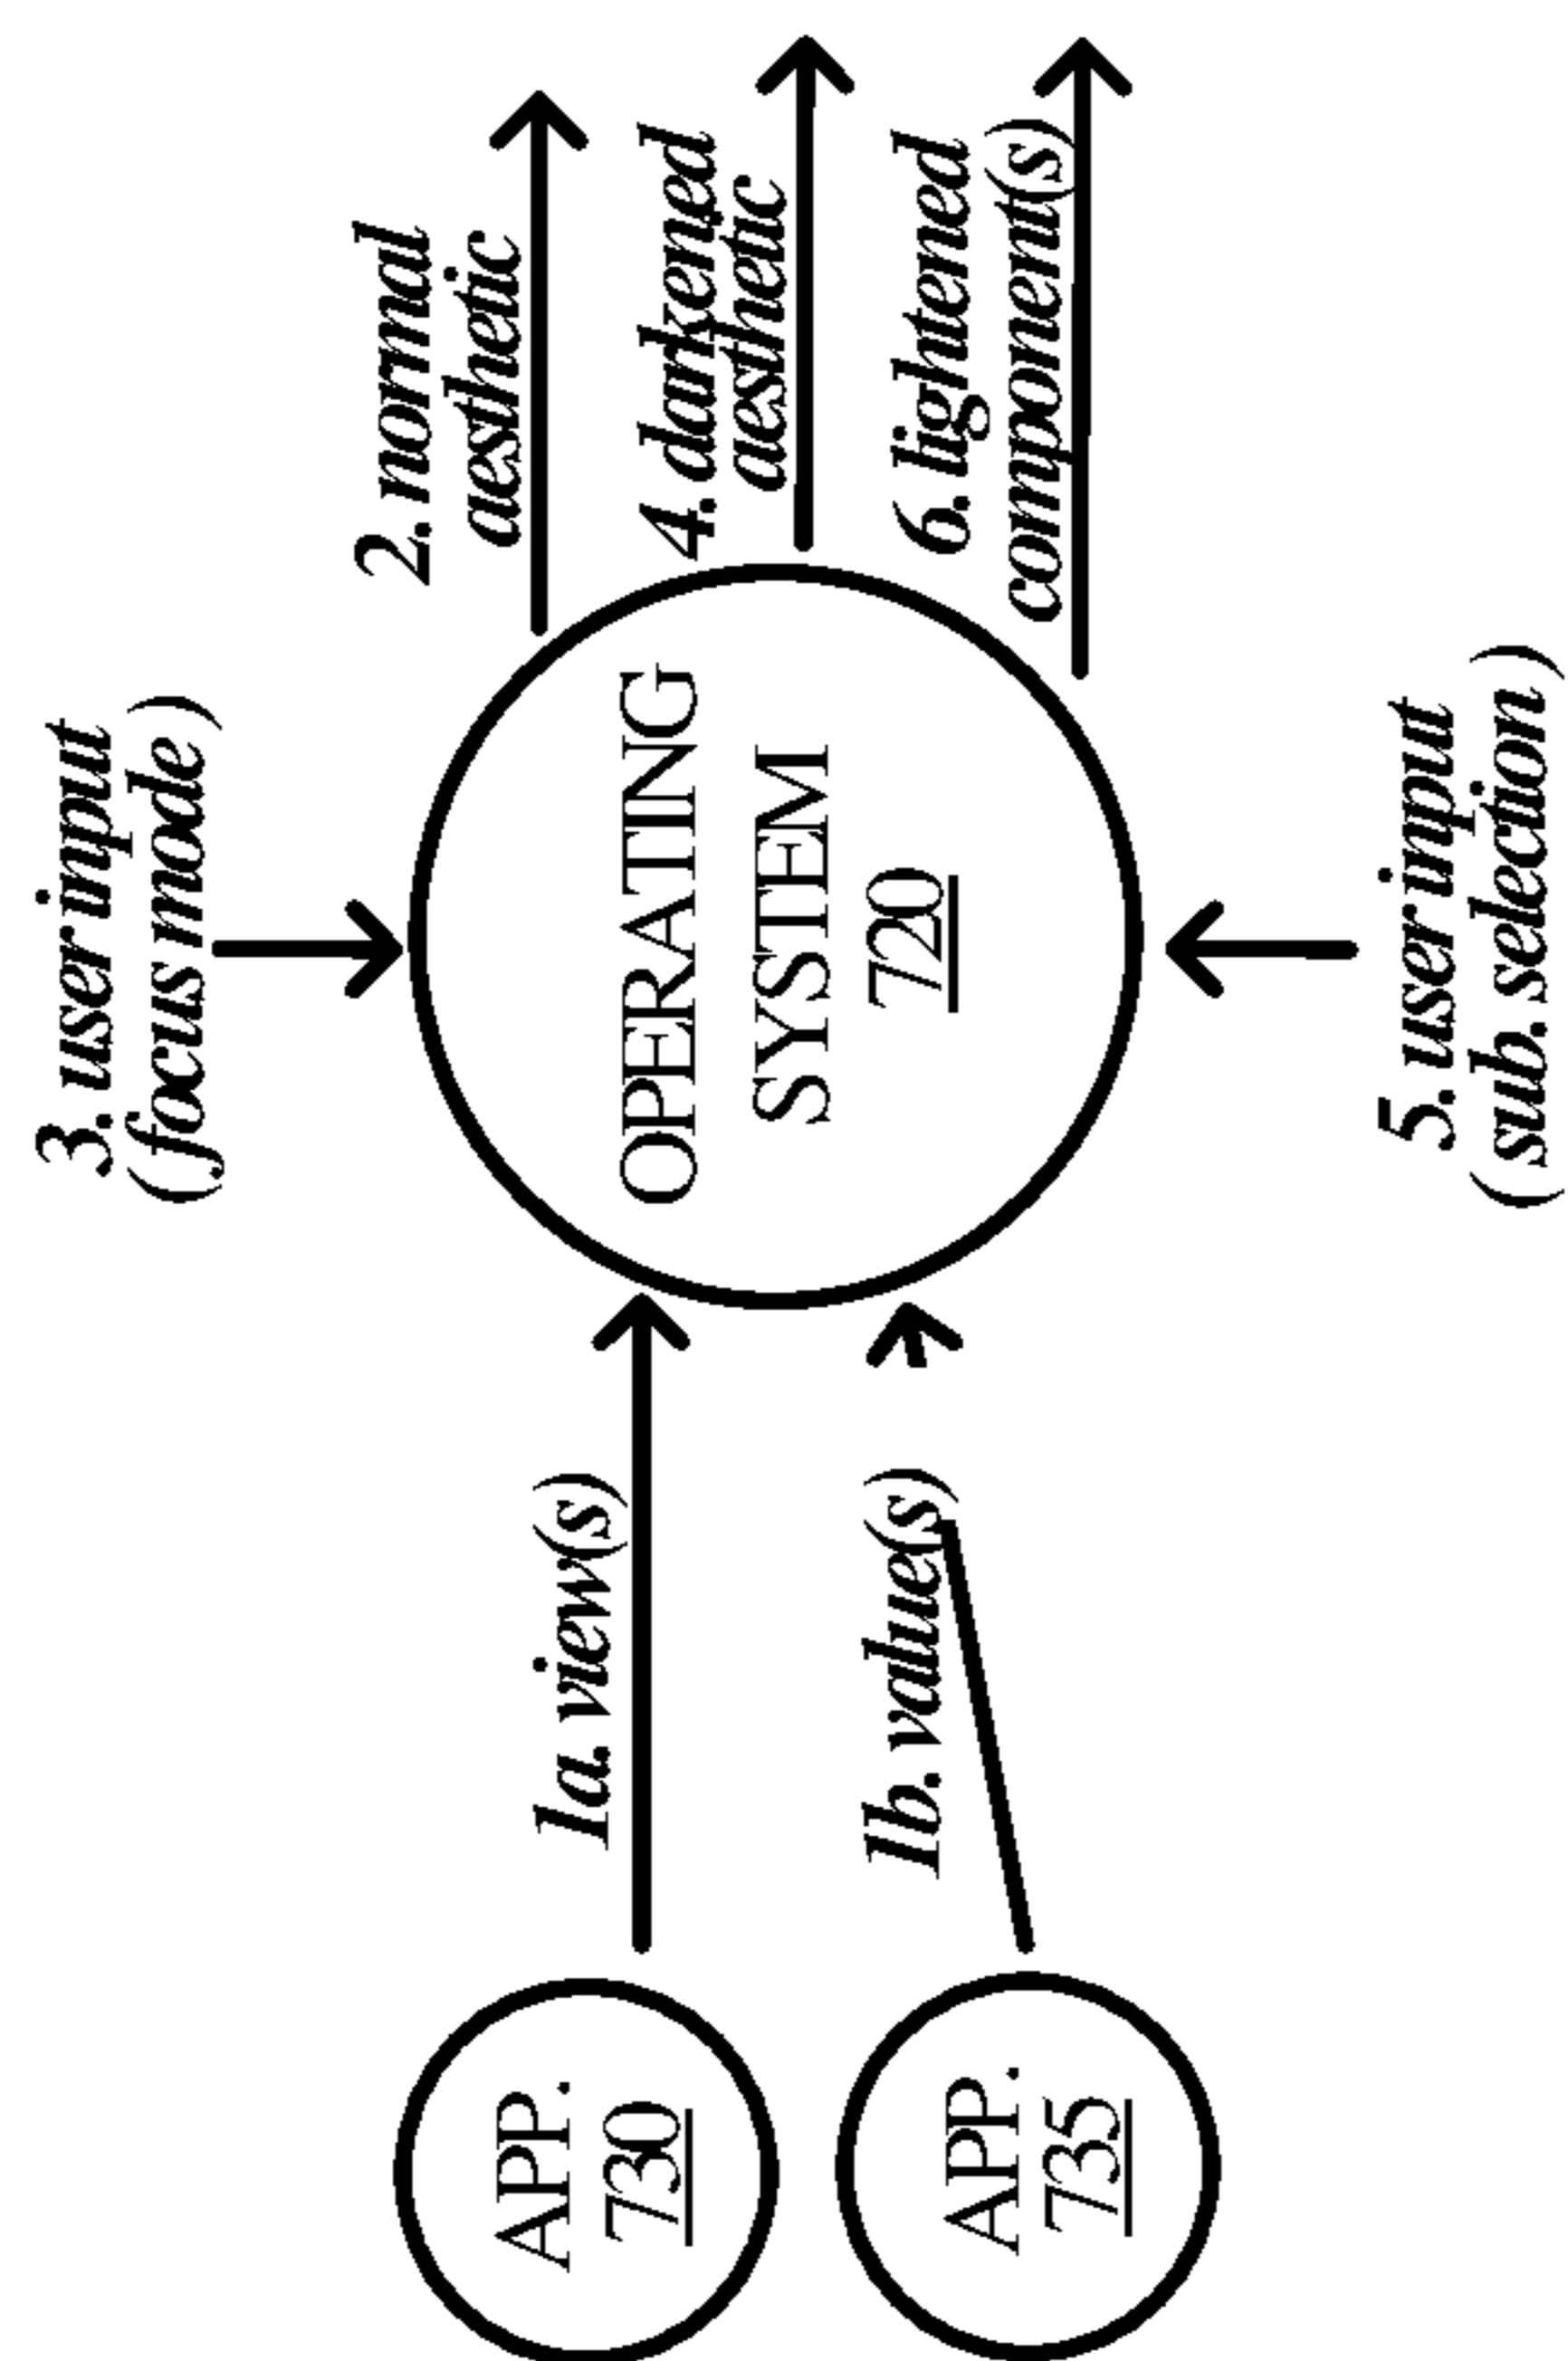 3. user input
(focus mode)
2. normal
aesthetic
1a. view(s)
APP.
730
OPERATING
SYSTEM
720
4. darkened
aesthetic
1b. value(s)
APP.
735
6. lightened
component(s)
5. user input
(sub. selection)